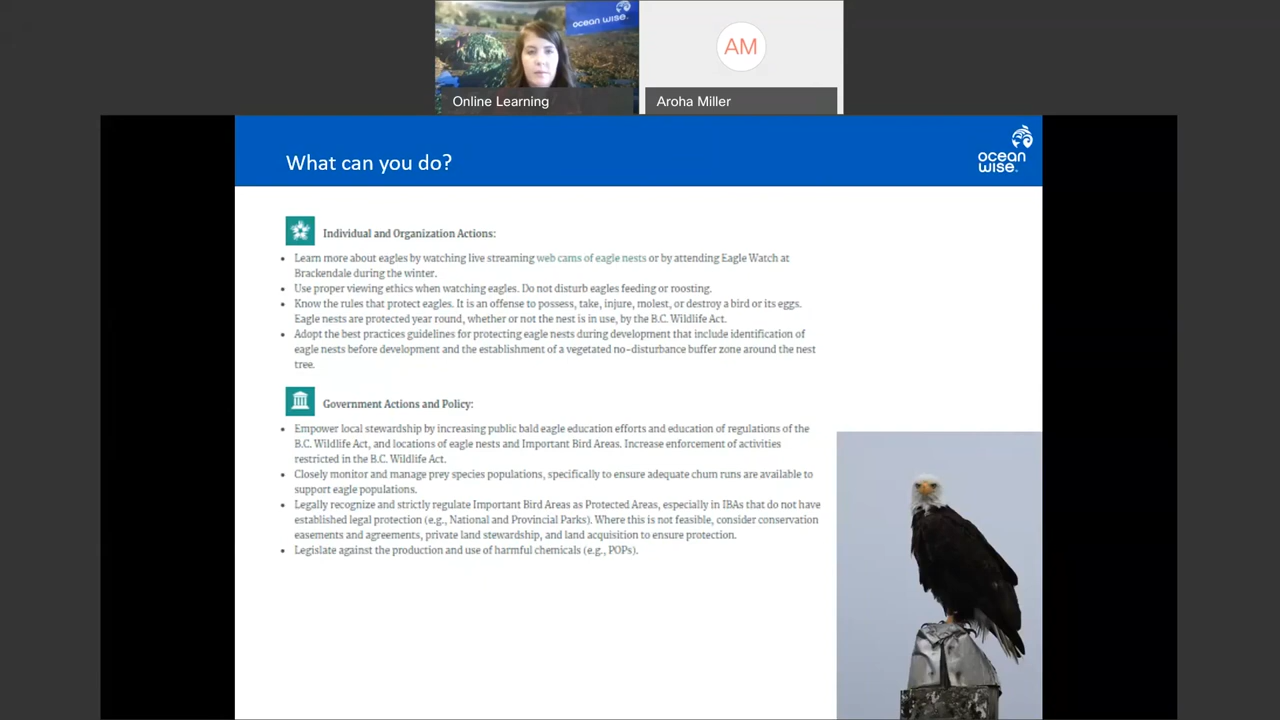 ocean wise.
AM
Online Learning
Aroha Miller
What can you do?
ocean
wise.
Individual and Organization Actions:
• Learn more about eagles by watching live streaming web cams of eagle nests or by attending Eagle Watch at
Brackendale during the winter.
• Use proper viewing ethics when watching eagles. Do not disturb eagles feeding or roosting.
• Know the rules that protect eagles. It is an offense to possess, take, injure, molest, or destroy a bird or its eggs.
Eagle nests are protected year round, whether or not the nest is in use, by the B.C. Wildlife Act.
• Adopt the best practices guidelines for protecting eagle nests during development that include identification of
eagle nests before development and the establishment of a vegetated no-disturbance buffer zone around the nest
tree.
Government Actions and Policy:
• Empower local stewardship by increasing public bald eagle education efforts and education of regulations of the
B.C. Wildlife Act, and locations of eagle nests and Important Bird Areas. Increase enforcement of activities
restricted in the B.C. Wildlife Act.
• Closely monitor and manage prey species populations, specifically to ensure adequate chum runs are available to
support eagle populations.
• Legally recognize and strictly regulate Important Bird Areas as Protected Areas, especially in IBAs that do not have
established legal protection (e.g., National and Provincial Parks). Where this is not feasible, consider conservation
easements and agreements, private land stewardship, and land acquisition to ensure protection.
• Legislate against the production and use of harmful chemicals (e.g., POPs).